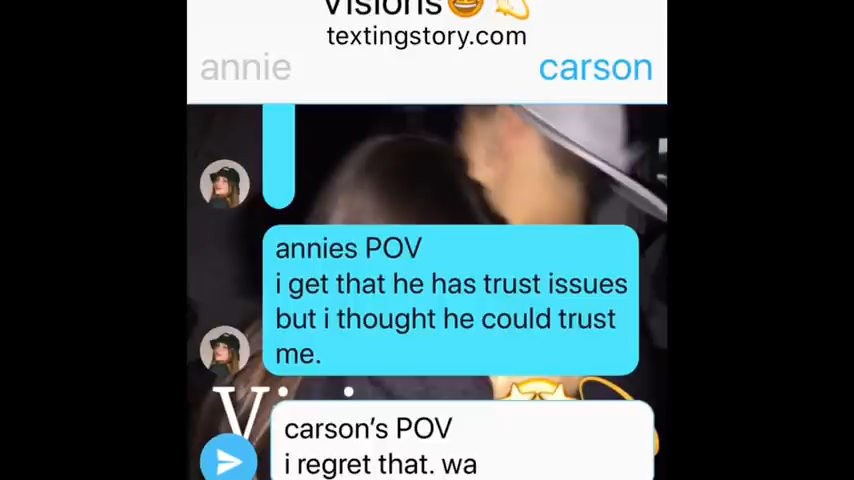 Visions🤩💫
textingstory.com
annie carson
annies POV
i get that he has trust issues
but i thought he could trust
me.
carson's POV
i regret that. wa